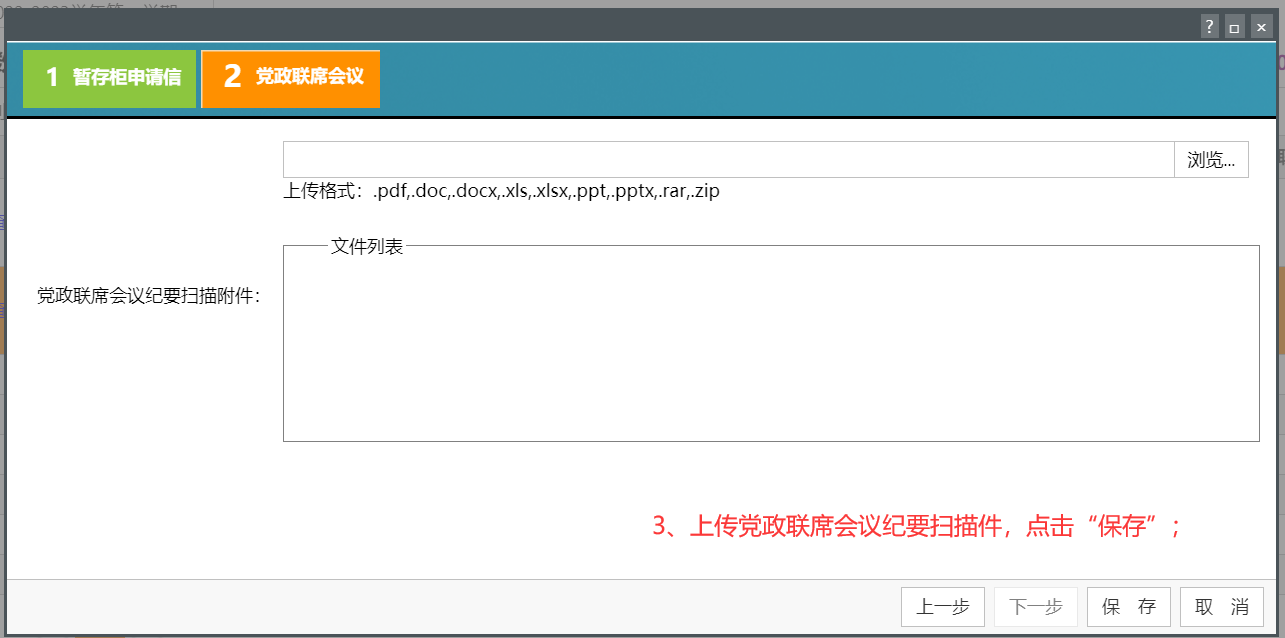 ? □ ×
1 暂存柜申请信
2 党政联席会议
浏览...
上传格式：.pdf,.doc,.docx,.xls,.xlsx,.ppt,.pptx,.rar,.zip
文件列表
党政联席会议纪要扫描附件：
3、上传党政联席会议纪要扫描件，点击“保存”；
上一步 下一步 保 存 取 消